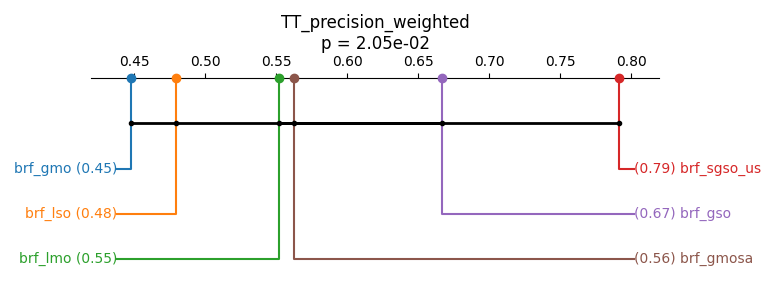 TT_precision_weighted
p = 2.05e-02
0.45 0.50 0.55 0.60 0.65 0.70 0.75 0.80
brf_gmo (0.45) (0.79) brf_sgso_us
brf_lso (0.48) (0.67) brf_gso
brf_lmo (0.55) (0.56) brf_gmosa